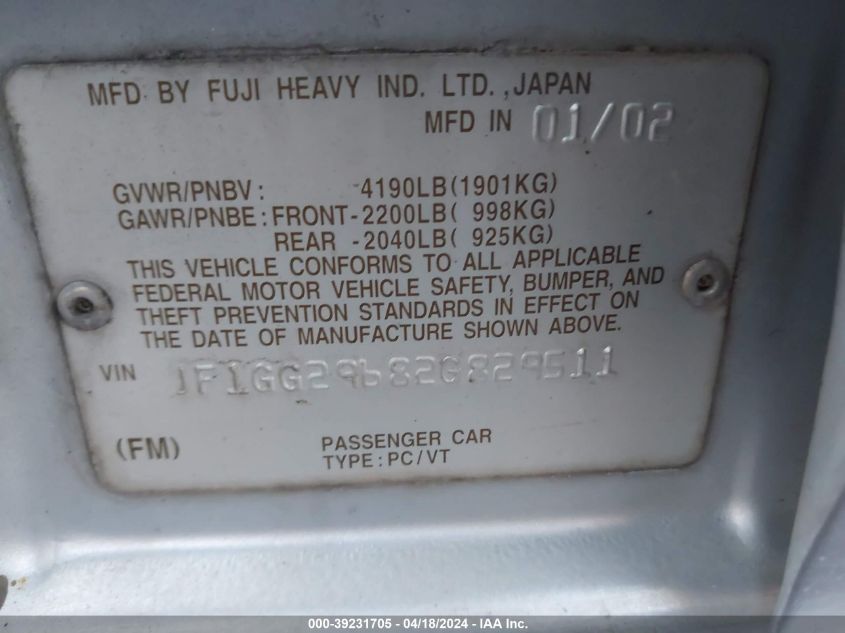 MFD BY FUJI HEAVY IND. LTD., JAPAN
MFD IN 01/02
GVWR/PNBV: 4190LB(1901KG)
GAWR/PNBE: FRONT-2200LB( 998KG)
REAR -2040LB( 925KG)
THIS VEHICLE CONFORMS TO ALL APPLICABLE
FEDERAL MOTOR VEHICLE SAFETY, BUMPER, AND
THEFT PREVENTION STANDARDS IN EFFECT ON
THE DATE OF MANUFACTURE SHOWN ABOVE.
VIN JF1GG29682G829511
(FM) PASSENGER CAR
TYPE: PC/VT
000-39231705 - 04/18/2024 - IAA Inc.